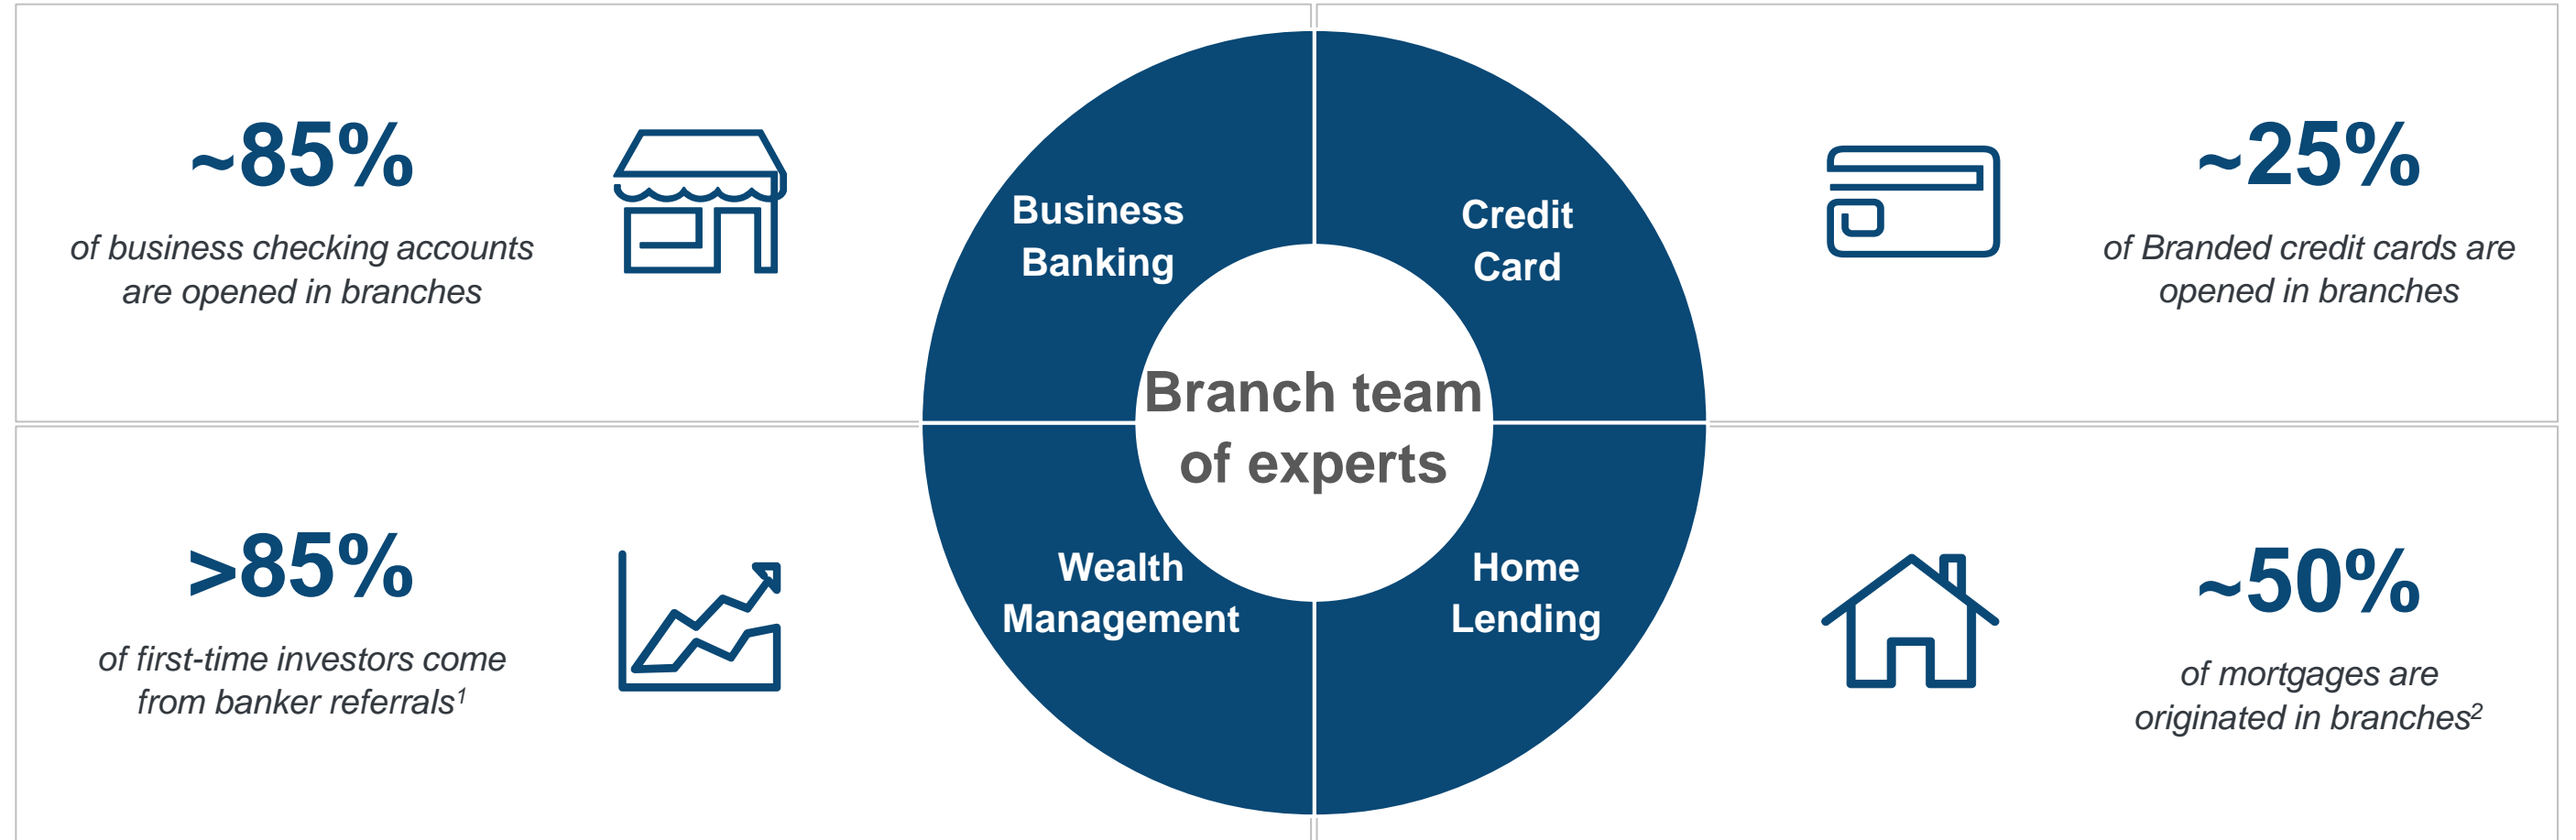 ~85%
of business checking accounts
are opened in branches
Business
Banking
Credit
Card
~25%
of Branded credit cards are
opened in branches
Branch team
of experts
>85%
of first-time investors come
from banker referrals¹
Wealth
Management
Home
Lending
~50%
of mortgages are
originated in branches²